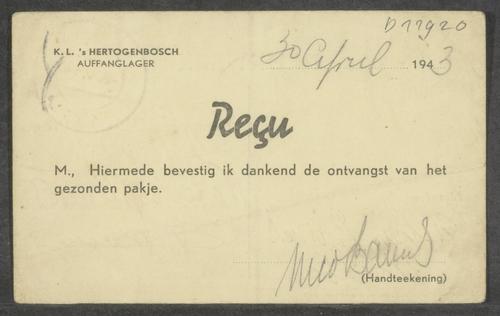 D11920
K. L. 's HERTOGENBOSCH
AUFFANGLAGER
30 April 1943
Reçu
M., Hiermede bevestig ik dankend de ontvangst van het
gezonden pakje.
(Handteekening)